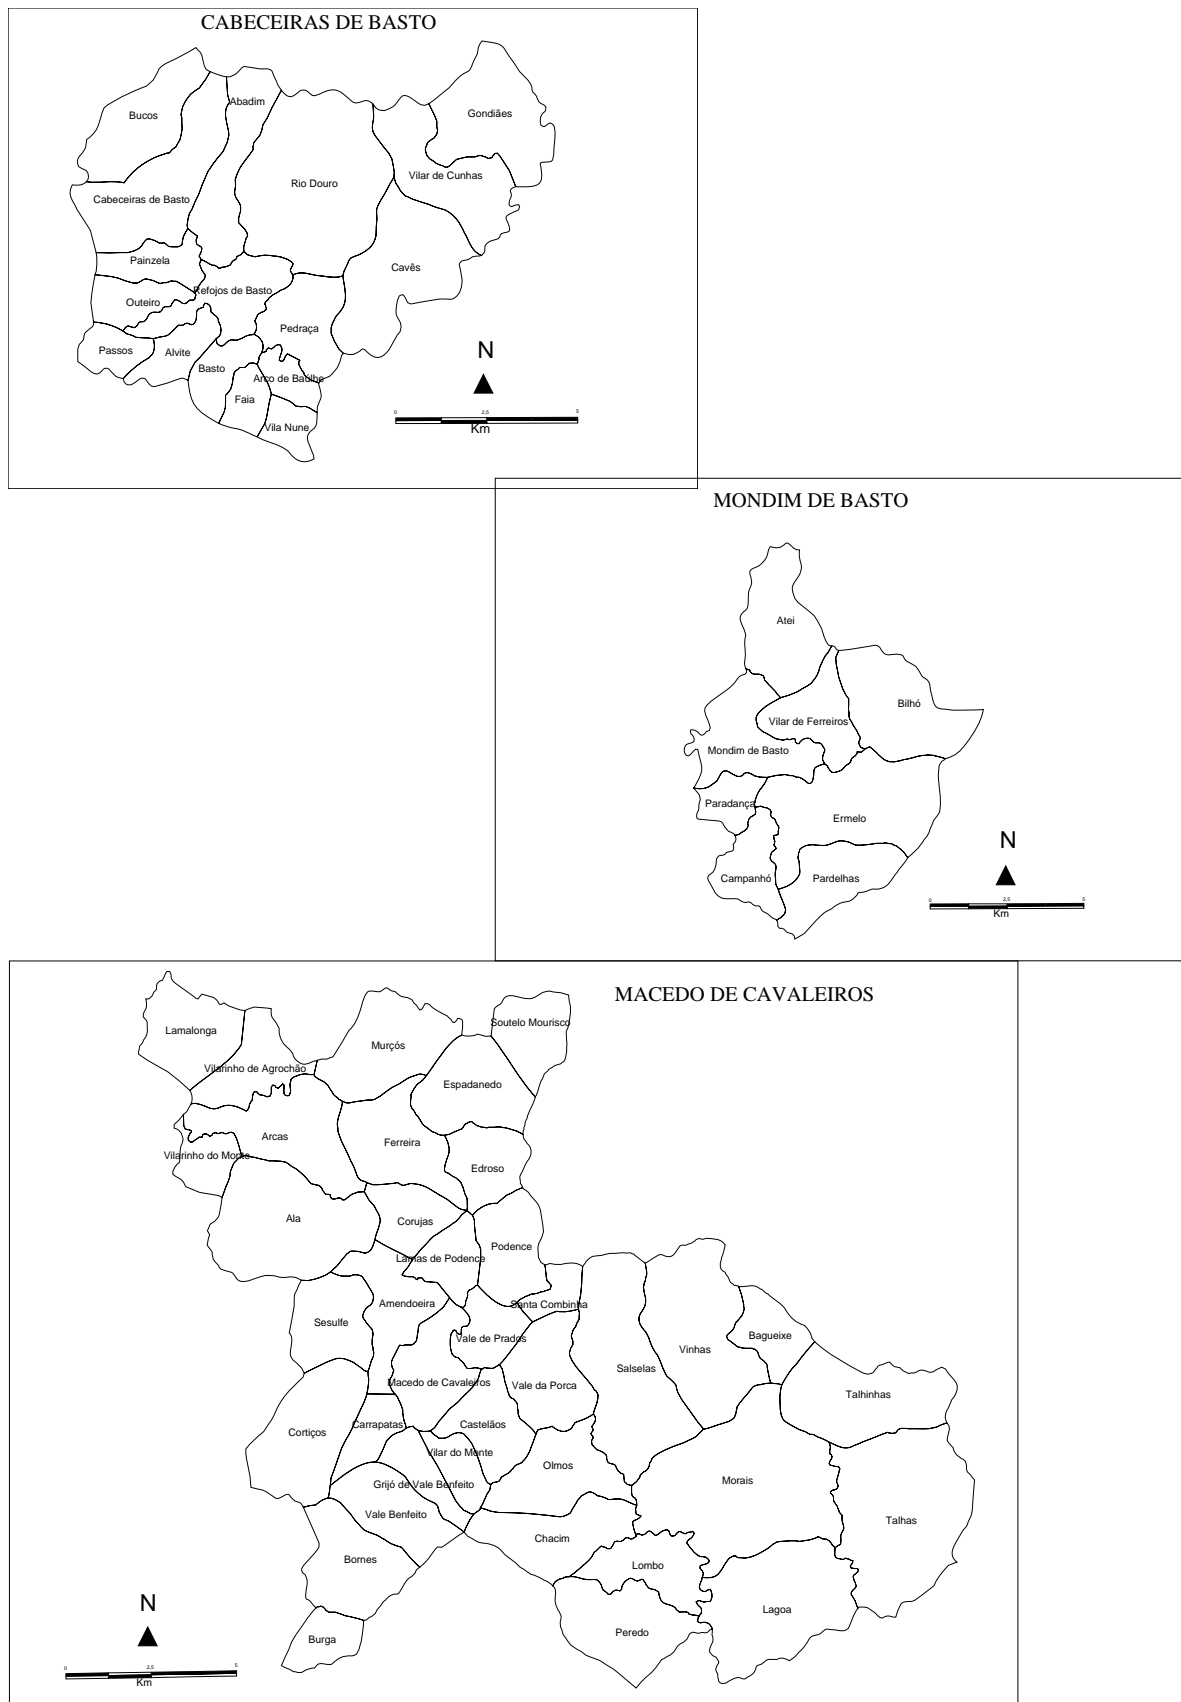 CABECEIRAS DE BASTO
Abadim
Bucos
Gondiães
Vilar de Cunhas
Rio Douro
Cabeceiras de Basto
Painzela
Cavês
Refojos de Basto
Outeiro
Pedraça
Passos
Alvite
Basto
Arco de Baúlhe
Faia
Vila Nune
N
0 2,5 5
Km
MONDIM DE BASTO
Atei
Bilhó
Vilar de Ferreiros
Mondim de Basto
Paradança
Ermelo
Campanhó
Pardelhas
N
0 2,5 5
Km
MACEDO DE CAVALEIROS
Soutelo Mourisco
Lamalonga
Murçós
Vilarinho de Agrochão
Espadanedo
Arcas
Ferreira
Vilarinho do Monte
Edroso
Ala
Corujas
Podence
Lamas de Podence
Amendoeira
Santa Combinha
Sesulfe
Vale de Prados
Bagueixe
Vinhas
Salselas
Macedo de Cavaleiros
Vale da Porca
Talhinhas
Carrapatas
Castelãos
Cortiços
Vilar do Monte
Olmos
Morais
Grijó de Vale Benfeito
Vale Benfeito
Talhas
Chacim
Bornes
Lombo
Lagoa
Peredo
Burga
N
0 2,5 5
Km